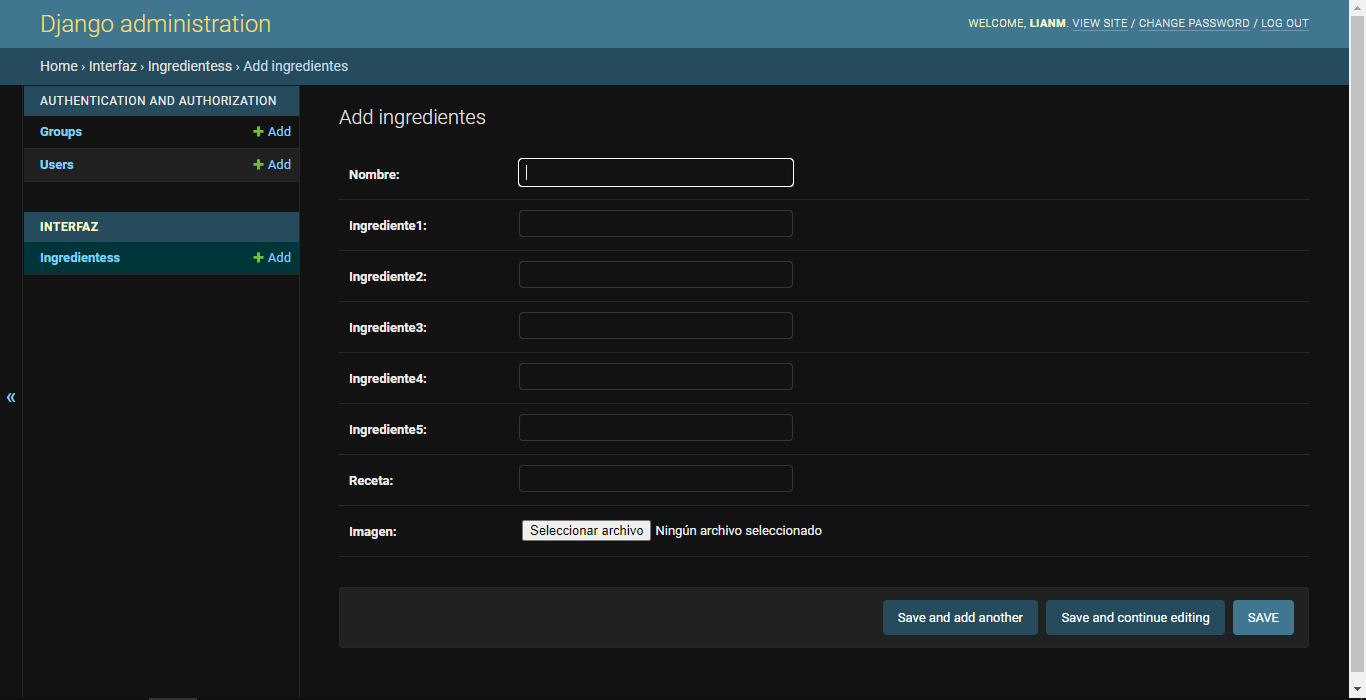 Django administration
WELCOME, LIANM. VIEW SITE / CHANGE PASSWORD / LOG OUT
Home › Interfaz › Ingredientess › Add ingredientes
AUTHENTICATION AND AUTHORIZATION
Groups + Add
Users + Add
INTERFAZ
Ingredientess + Add
«
Add ingredientes
Nombre:
Ingrediente1:
Ingrediente2:
Ingrediente3:
Ingrediente4:
Ingrediente5:
Receta:
Imagen: Seleccionar archivo Ningún archivo seleccionado
Save and add another Save and continue editing SAVE